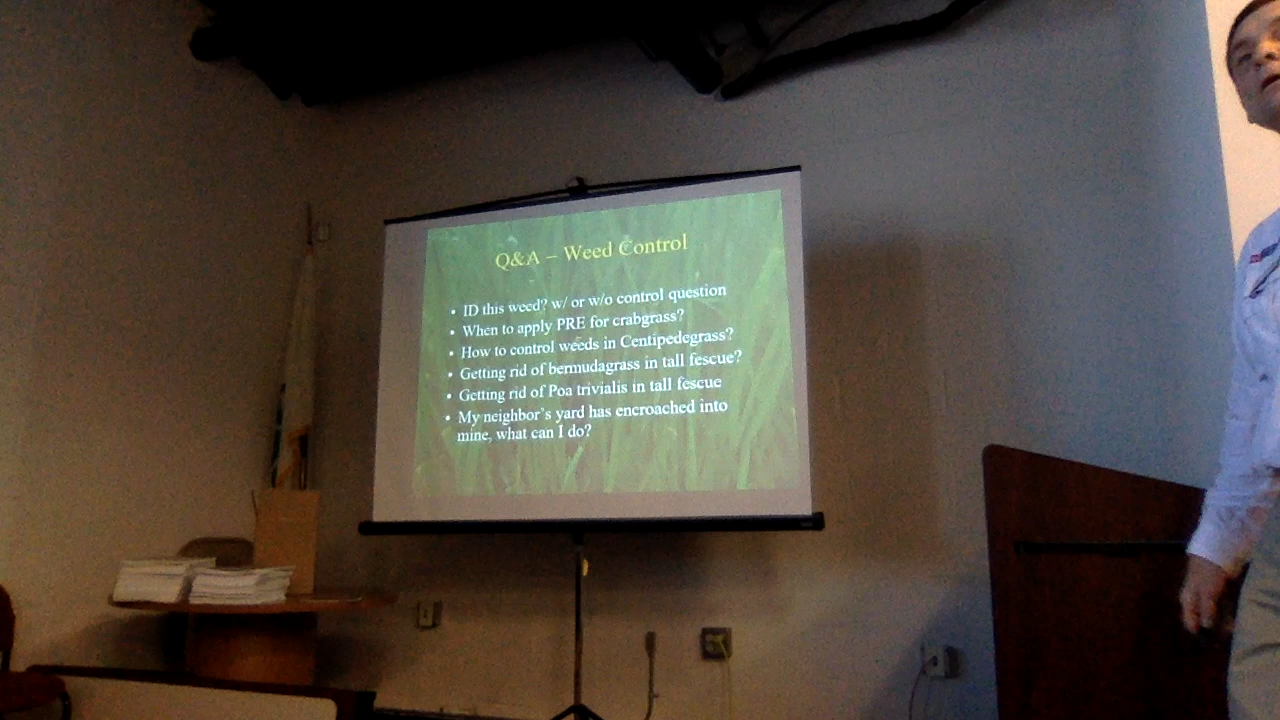 Q&A – Weed Control
• ID this weed? w/ or w/o control question
• When to apply PRE for crabgrass?
• How to control weeds in Centipedegrass?
• Getting rid of bermudagrass in tall fescue?
• Getting rid of Poa trivialis in tall fescue
• My neighbor's yard has encroached into
mine, what can I do?